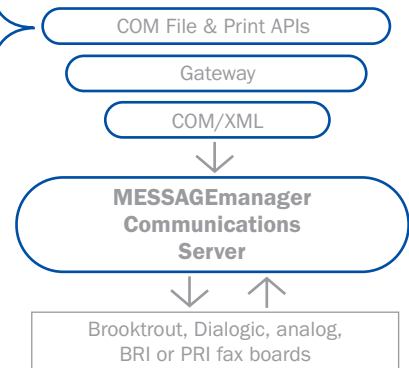 COM File & Print APIs
Gateway
COM/XML
MESSAGEmanager
Communications
Server
Brooktrout, Dialogic, analog,
BRI or PRI fax boards